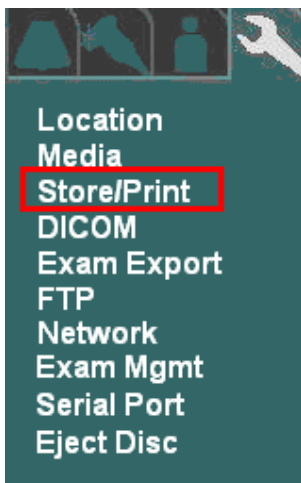 Location
Media
Store/Print
DICOM
Exam Export
FTP
Network
Exam Mgmt
Serial Port
Eject Disc